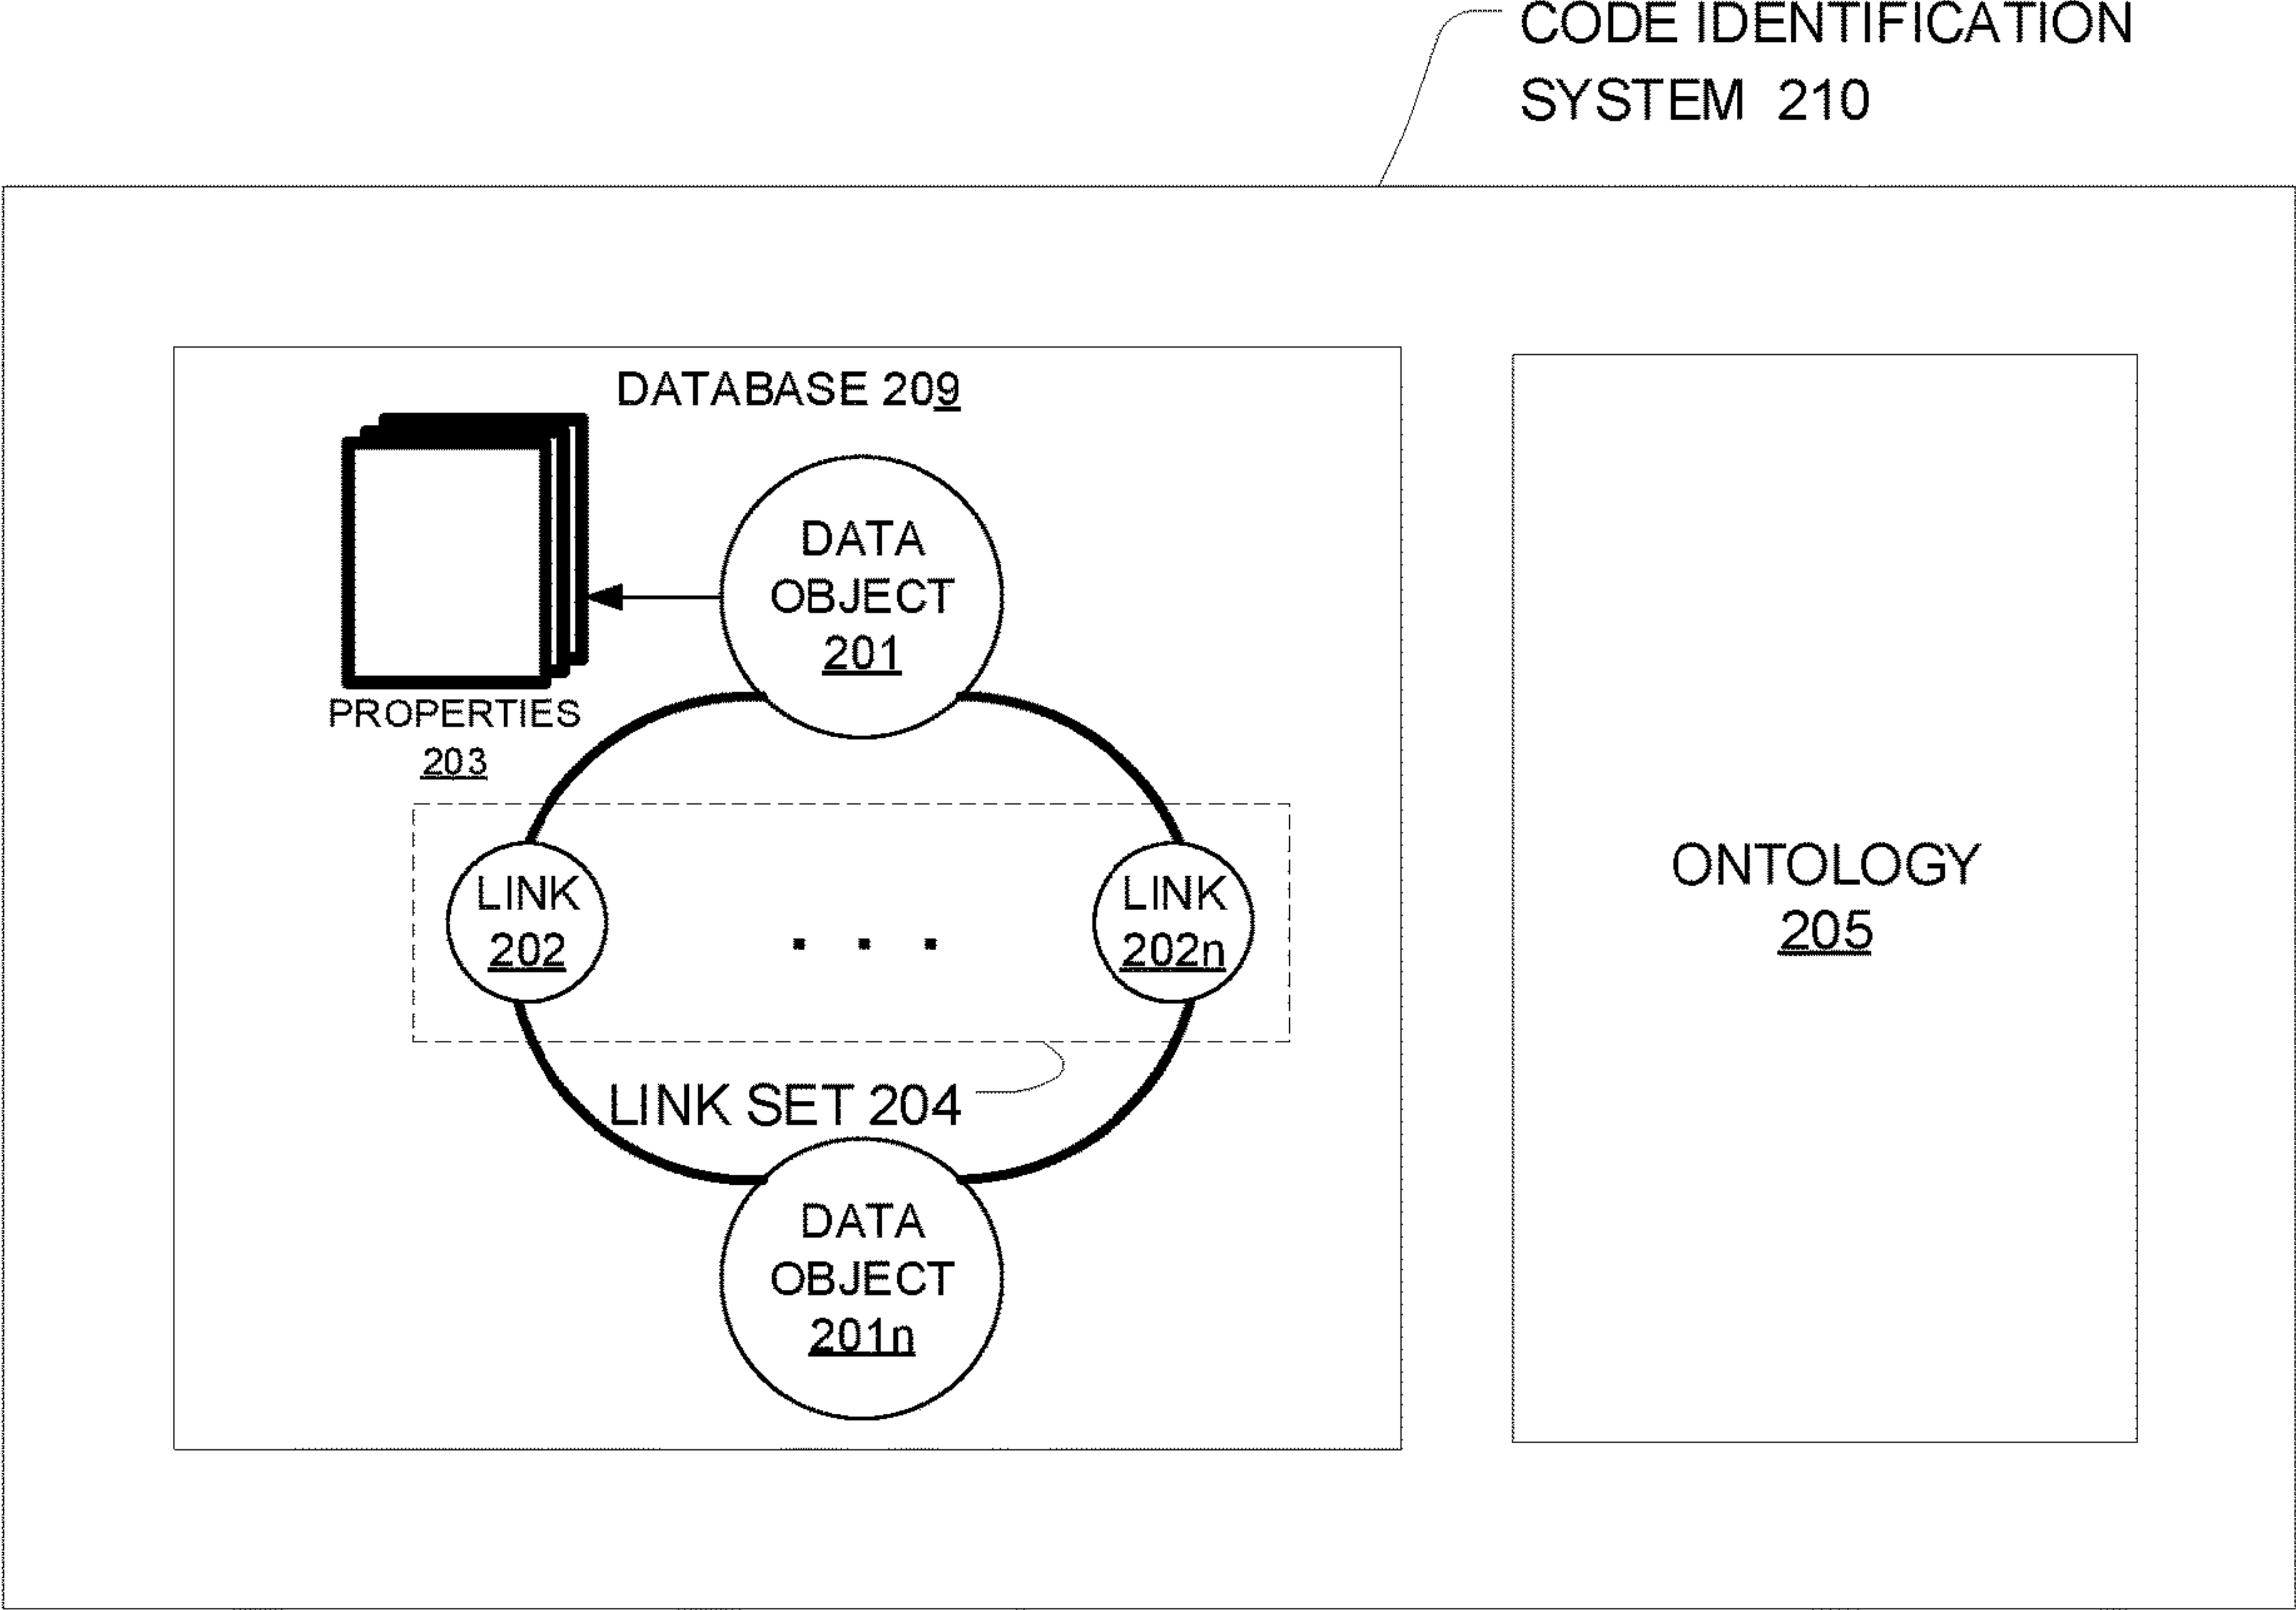 CODE IDENTIFICATION
SYSTEM 210
DATABASE 209
DATA
OBJECT
201
PROPERTIES
203
LINK
202
. . .
LINK
202n
LINK SET 204
DATA
OBJECT
201n
ONTOLOGY
205